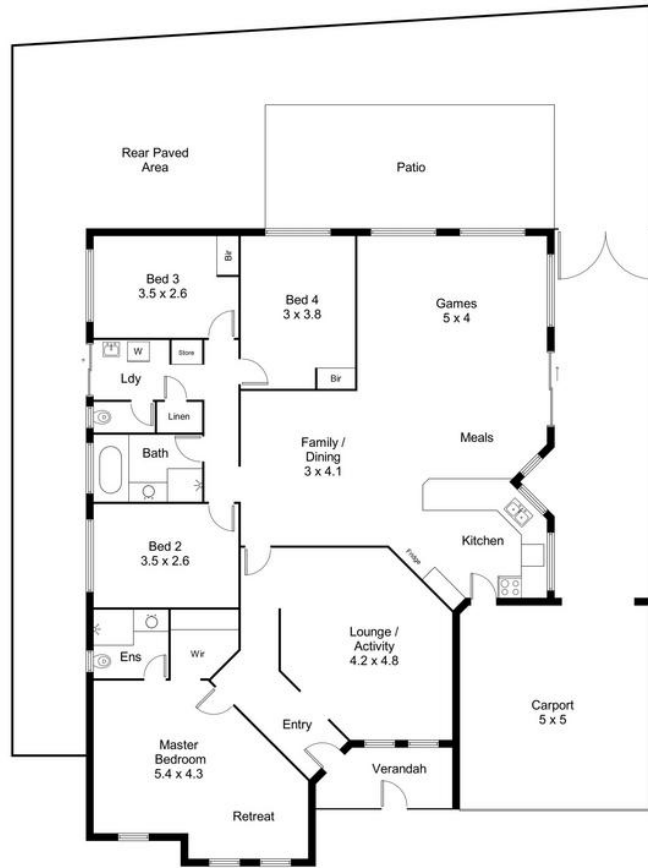 Rear Paved
Area
Patio
Bed 3
3.5 x 2.6
Bir
Bed 4
3 x 3.8
Bir
Games
5 x 4
W
Store
Ldy
Linen
Bath
Family /
Dining
3 x 4.1
Meals
Kitchen
Fridge
Bed 2
3.5 x 2.6
Ens
Wir
Lounge /
Activity
4.2 x 4.8
Entry
Carport
5 x 5
Master
Bedroom
5.4 x 4.3
Retreat
Verandah